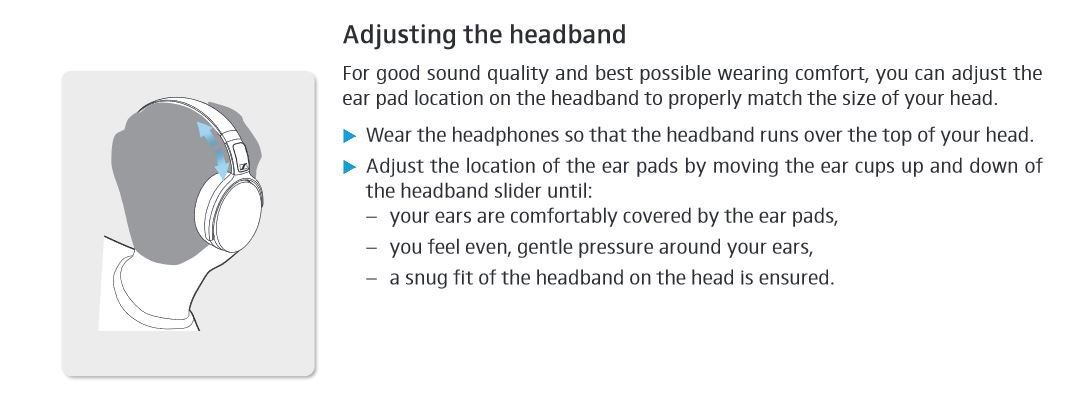 Adjusting the headband
For good sound quality and best possible wearing comfort, you can adjust the
ear pad location on the headband to properly match the size of your head.
▶ Wear the headphones so that the headband runs over the top of your head.
▶ Adjust the location of the ear pads by moving the ear cups up and down of
the headband slider until:
– your ears are comfortably covered by the ear pads,
– you feel even, gentle pressure around your ears,
– a snug fit of the headband on the head is ensured.